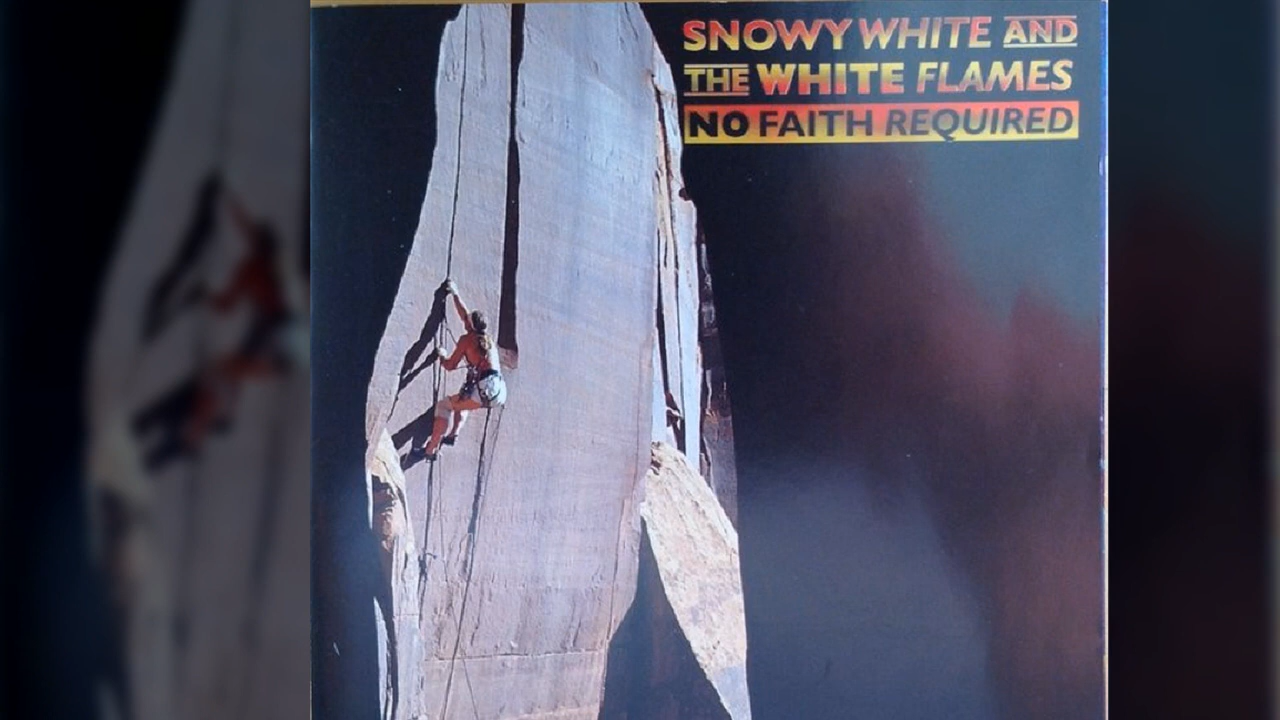 SNOWY WHITE AND
THE WHITE FLAMES
NO FAITH REQUIRED